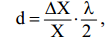 d = ΔX/X · λ/2 ,